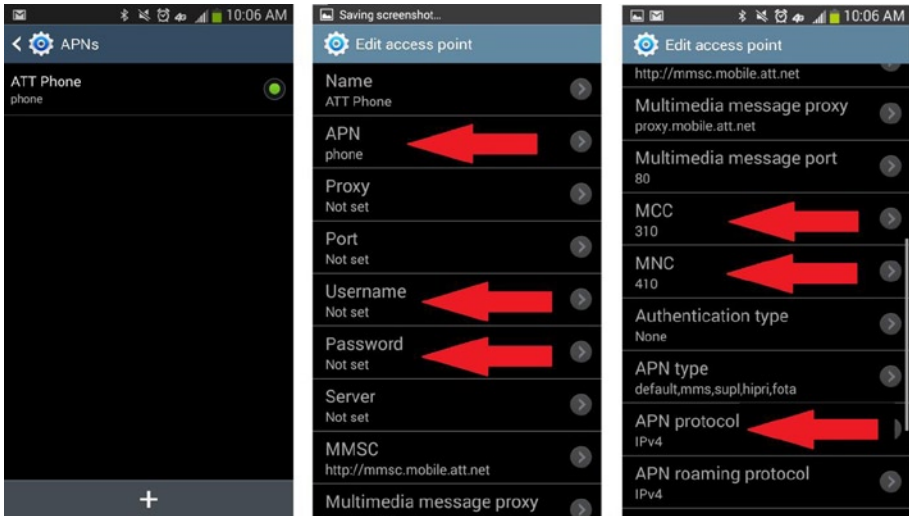 10:06 AM
APNs
ATT Phone
phone
+
Saving screenshot...
Edit access point
Name
ATT Phone
APN
phone
Proxy
Not set
Port
Not set
Username
Not set
Password
Not set
Server
Not set
MMSC
http://mmsc.mobile.att.net
Multimedia message proxy
10:06 AM
Edit access point
http://mmsc.mobile.att.net
Multimedia message proxy
proxy.mobile.att.net
Multimedia message port
80
MCC
310
MNC
410
Authentication type
None
APN type
default,mms,supl,hipri,fota
APN protocol
IPv4
APN roaming protocol
IPv4